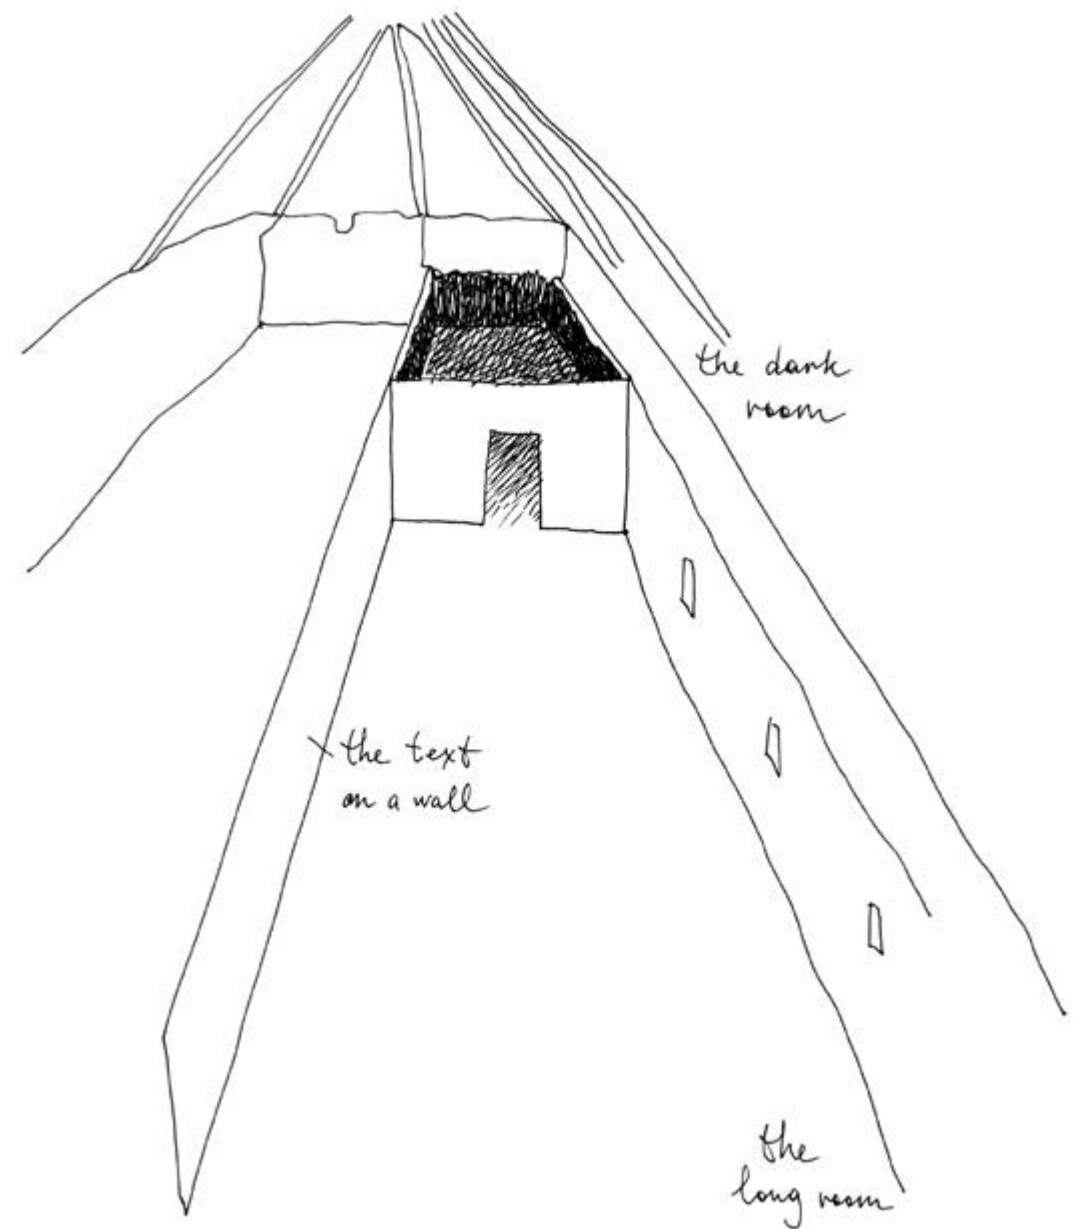 the dark
room
the text
on a wall
the
long room